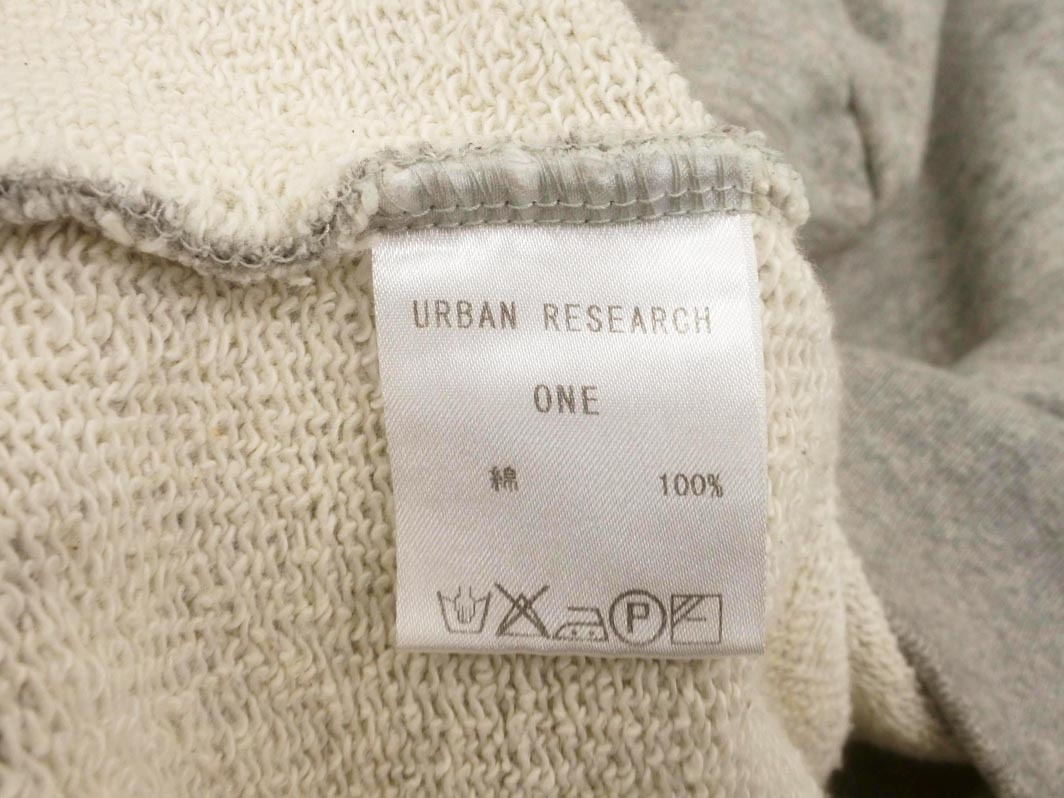 URBAN RESEARCH
ONE
綿 100%
P